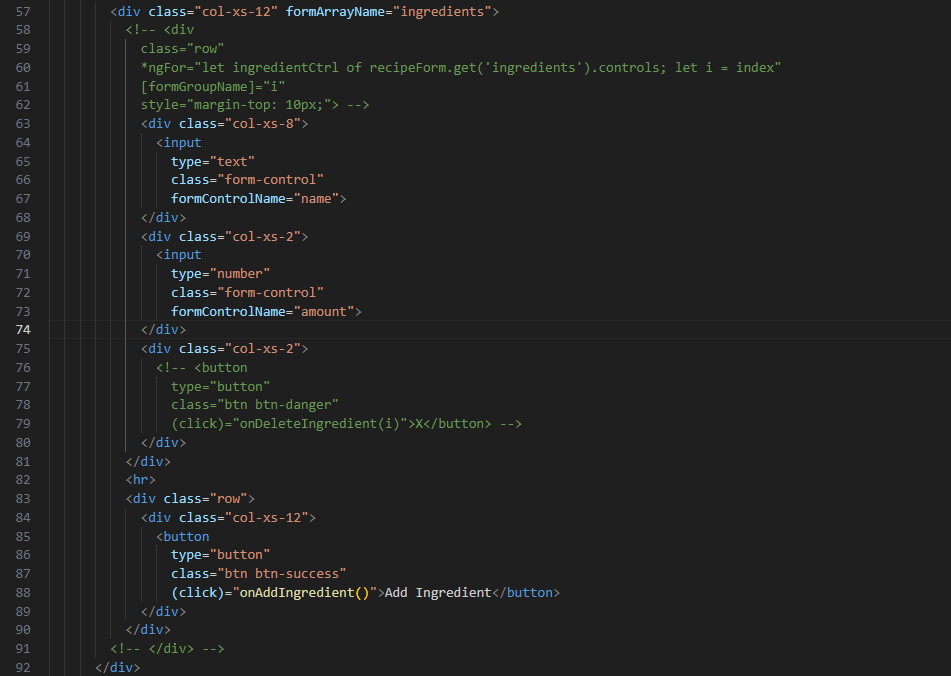 57 <div class="col-xs-12" formArrayName="ingredients">
58 <!-- <div
59 class="row"
60 *ngFor="let ingredientCtrl of recipeForm.get('ingredients').controls; let i = index"
61 [formGroupName]="i"
62 style="margin-top: 10px;"> -->
63 <div class="col-xs-8">
64 <input
65 type="text"
66 class="form-control"
67 formControlName="name">
68 </div>
69 <div class="col-xs-2">
70 <input
71 type="number"
72 class="form-control"
73 formControlName="amount">
74 </div>
75 <div class="col-xs-2">
76 <!-- <button
77 type="button"
78 class="btn btn-danger"
79 (click)="onDeleteIngredient(i)">X</button> -->
80 </div>
81 </div>
82 <hr>
83 <div class="row">
84 <div class="col-xs-12">
85 <button
86 type="button"
87 class="btn btn-success"
88 (click)="onAddIngredient()">Add Ingredient</button>
89 </div>
90 </div>
91 <!-- </div> -->
92 </div>